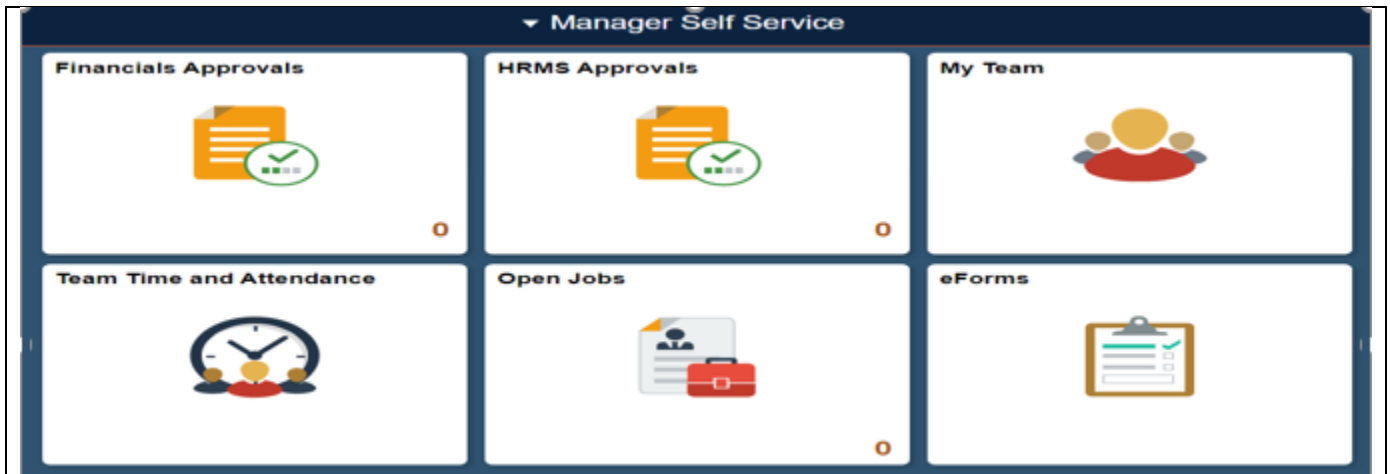 Manager Self Service
Financials Approvals
HRMS Approvals
My Team
0
0
Team Time and Attendance
Open Jobs
eForms
0